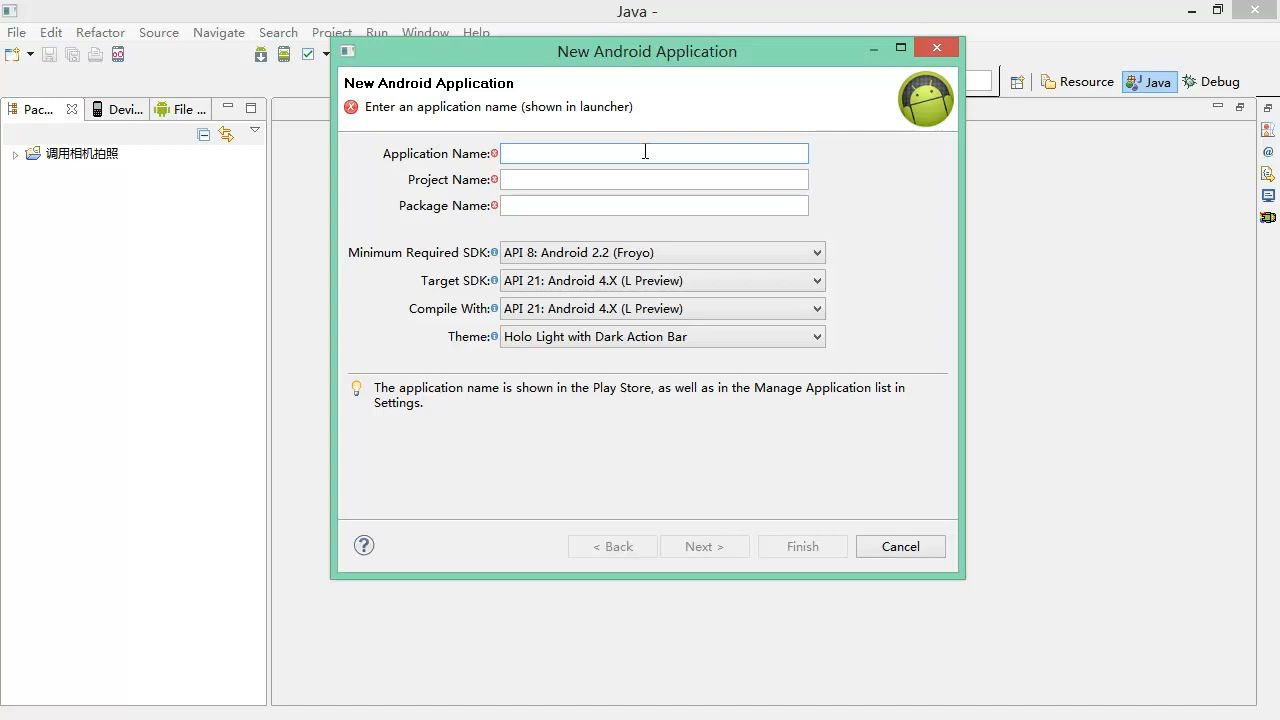 Java -
File Edit Refactor Source Navigate Search Project Run Window Help
New Android Application
Resource Java Debug
New Android Application
Enter an application name (shown in launcher)
Pac... Devi... File ...
调用相机拍照
Application Name:
Project Name:
Package Name:
Minimum Required SDK: API 8: Android 2.2 (Froyo)
Target SDK: API 21: Android 4.X (L Preview)
Compile With: API 21: Android 4.X (L Preview)
Theme: Holo Light with Dark Action Bar
The application name is shown in the Play Store, as well as in the Manage Application list in
Settings.
< Back Next > Finish Cancel